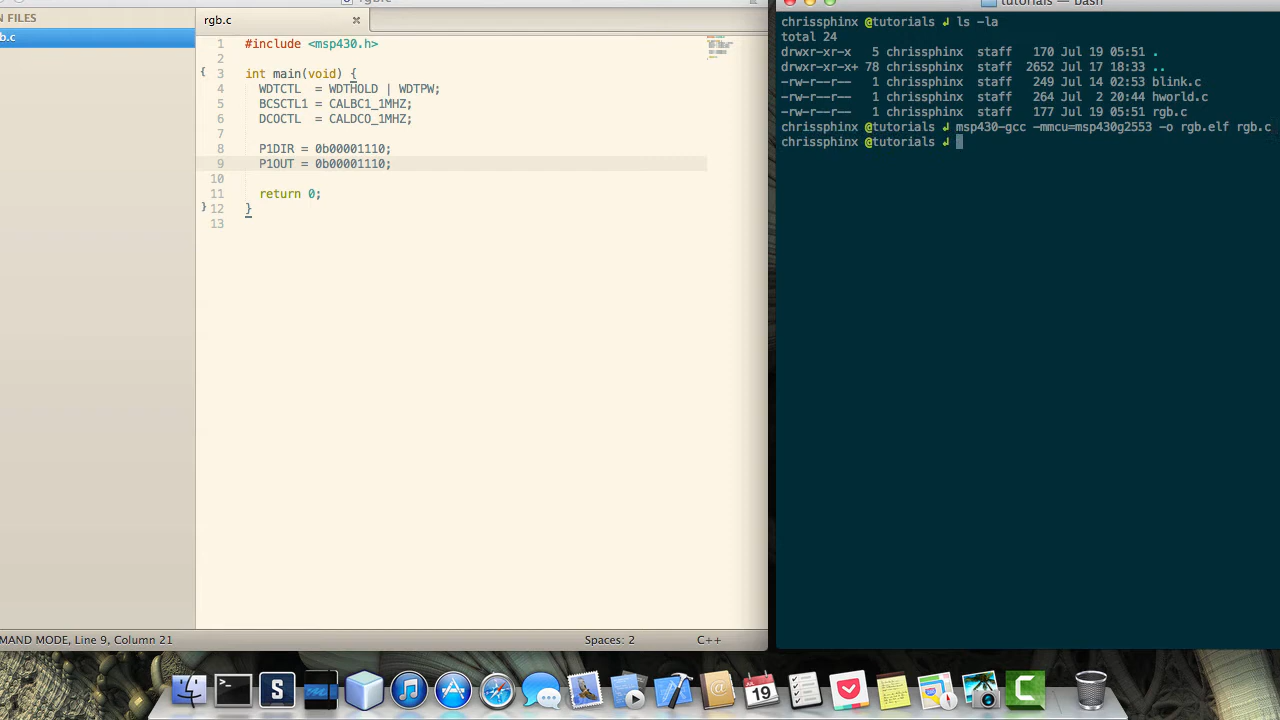 rgb.c
tutorials — bash
N FILES
b.c
rgb.c ×
1 #include <msp430.h>
2
{ 3 int main(void) {
4 WDTCTL = WDTHOLD | WDTPW;
5 BCSCTL1 = CALBC1_1MHZ;
6 DCOCTL = CALDCO_1MHZ;
7
8 P1DIR = 0b00001110;
9 P1OUT = 0b00001110;
10
11 return 0;
} 12 }
13
chrissphinx @tutorials ↲ ls -la
total 24
drwxr-xr-x 5 chrissphinx staff 170 Jul 19 05:51 .
drwxr-xr-x+ 78 chrissphinx staff 2652 Jul 17 18:33 ..
-rw-r--r-- 1 chrissphinx staff 249 Jul 14 02:53 blink.c
-rw-r--r-- 1 chrissphinx staff 264 Jul 2 20:44 hworld.c
-rw-r--r-- 1 chrissphinx staff 177 Jul 19 05:51 rgb.c
chrissphinx @tutorials ↲ msp430-gcc -mmcu=msp430g2553 -o rgb.elf rgb.c
chrissphinx @tutorials ↲
MAND MODE, Line 9, Column 21
Spaces: 2
C++
JUL
19